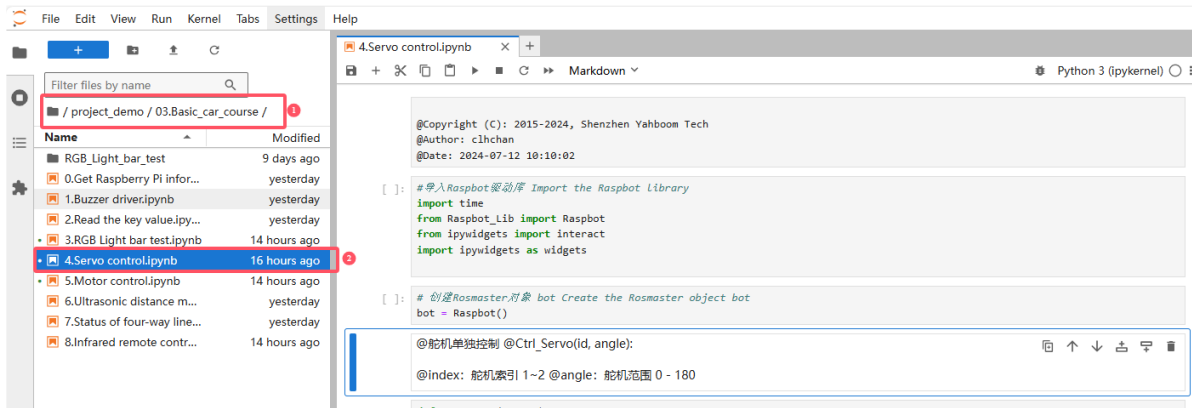 File Edit View Run Kernel Tabs Settings Help
+
Filter files by name
/ project_demo / 03.Basic_car_course /
1
Name Modified
RGB_Light_bar_test 9 days ago
0.Get Raspberry Pi infor... yesterday
1.Buzzer driver.ipynb yesterday
2.Read the key value.ipy... yesterday
3.RGB Light bar test.ipynb 14 hours ago
4.Servo control.ipynb 16 hours ago
2
5.Motor control.ipynb 14 hours ago
6.Ultrasonic distance m... yesterday
7.Status of four-way line... yesterday
8.Infrared remote contr... 14 hours ago
4.Servo control.ipynb
Markdown
Python 3 (ipykernel)
@Copyright (C): 2015-2024, Shenzhen Yahboom Tech
@Author: clhchan
@Date: 2024-07-12 10:10:02
[ ]: #导入Raspbot驱动库 Import the Raspbot library
import time
from Raspbot_Lib import Raspbot
from ipywidgets import interact
import ipywidgets as widgets
[ ]: # 创建Rosmaster对象 bot Create the Rosmaster object bot
bot = Raspbot()
@舵机单独控制 @Ctrl_Servo(id, angle):
@index：舵机索引 1~2 @angle：舵机范围 0 - 180